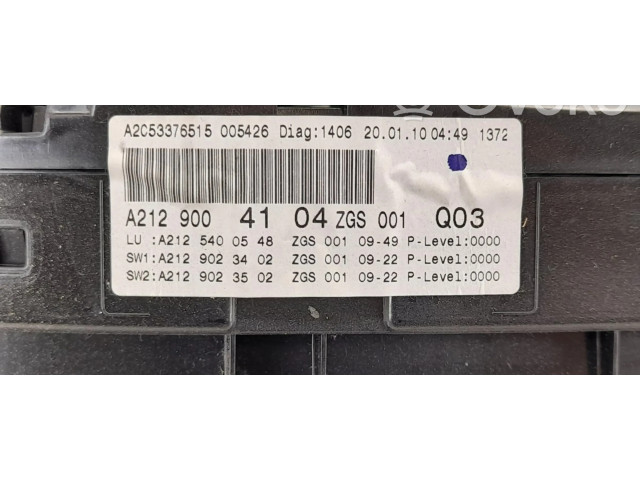 A2C53376515 005426 Diag:1406 20.01.10 04:49 1372
A212 900 41 04 ZGS 001 Q03
LU :A212 540 05 48 ZGS 001 09-49 P-Level:0000
SW1:A212 902 34 02 ZGS 001 09-22 P-Level:0000
SW2:A212 902 35 02 ZGS 001 09-22 P-Level:0000